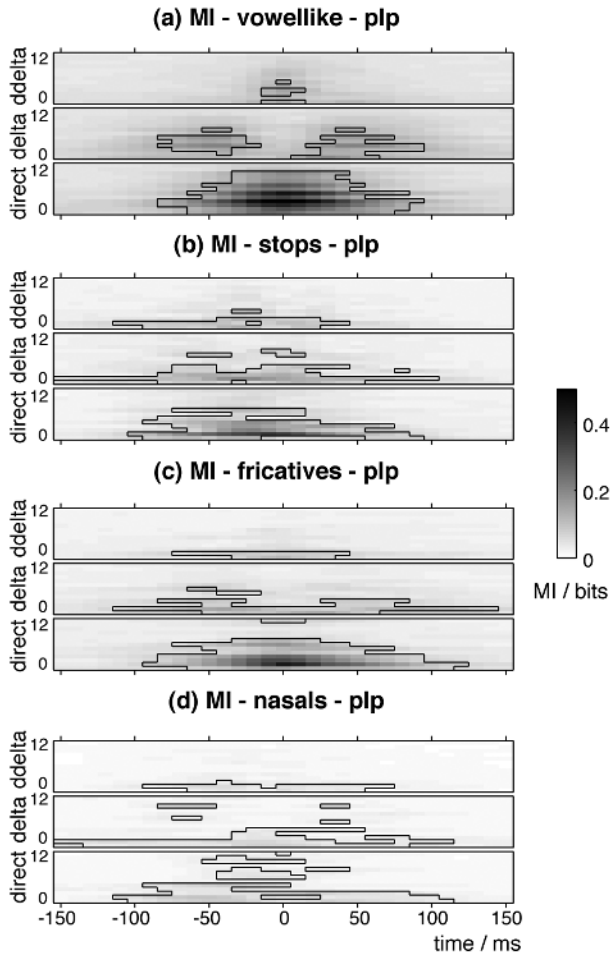 (a) MI - vowellike - plp
12
0
ddelta
12
0
delta
12
0
direct
(b) MI - stops - plp
12
0
ddelta
12
0
delta
12
0
direct
(c) MI - fricatives - plp
12
0
ddelta
12
0
delta
12
0
direct
(d) MI - nasals - plp
12
0
ddelta
12
0
delta
12
0
direct
-150 -100 -50 0 50 100 150
time / ms
0.4
0.2
0
MI / bits